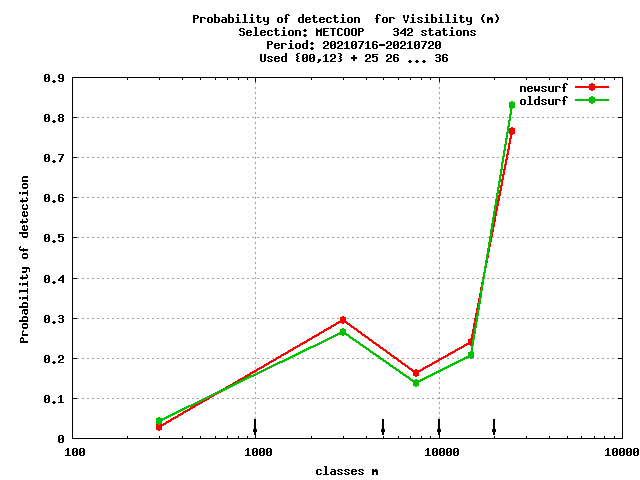 Probability of detection  for Visibility (m)
Selection: METCOOP    342 stations
Period: 20210716-20210720
Used {00,12} + 25 26 ... 36
newsurf
oldsurf
0.9
0.8
0.7
0.6
0.5
0.4
0.3
0.2
0.1
0
Probability of detection
100
1000
10000
10000
classes m